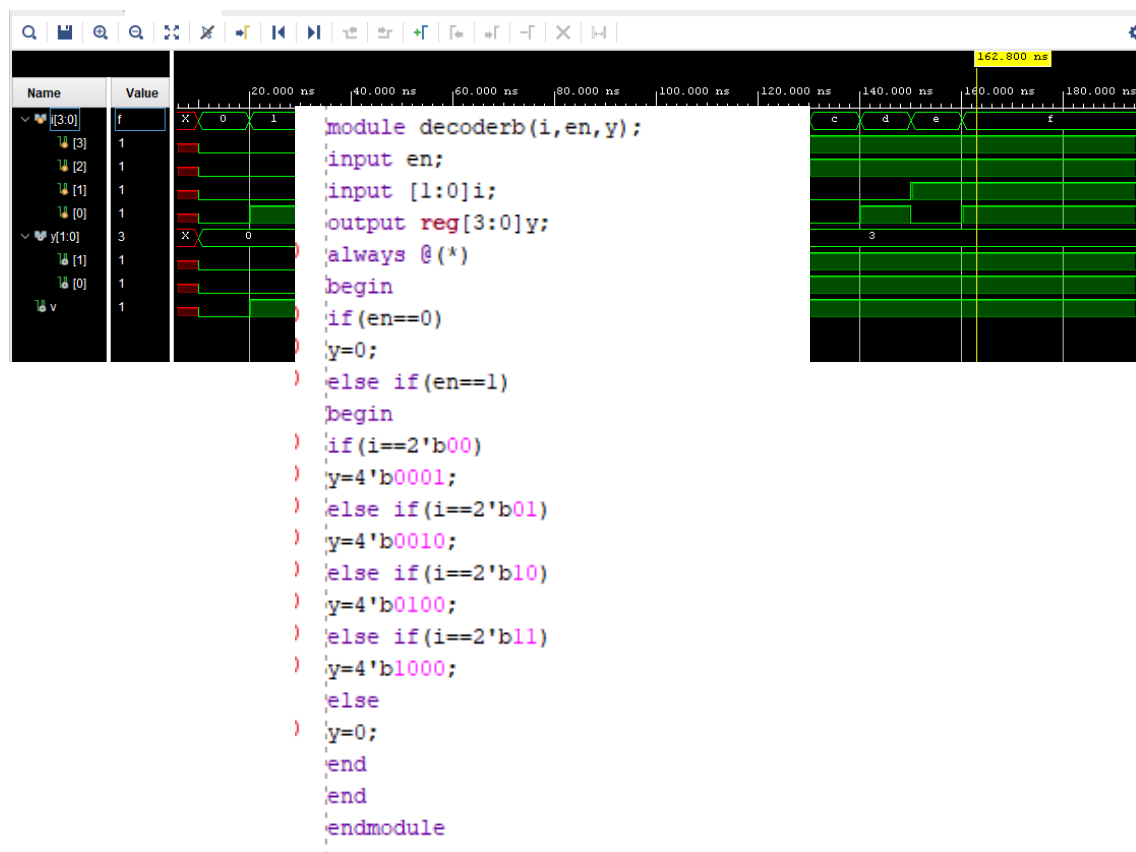 162.800 ns
Name Value
20.000 ns 40.000 ns 60.000 ns 80.000 ns 100.000 ns 120.000 ns 140.000 ns 160.000 ns 180.000 ns
i[3:0] f X 0 1 c d e f
[3] 1
[2] 1
[1] 1
[0] 1
y[1:0] 3 X 0 3
[1] 1
[0] 1
v 1
module decoderb(i,en,y);
input en;
input [1:0]i;
output reg[3:0]y;
always @(*)
begin
if(en==0)
y=0;
else if(en==1)
begin
if(i==2'b00)
y=4'b0001;
else if(i==2'b01)
y=4'b0010;
else if(i==2'b10)
y=4'b0100;
else if(i==2'b11)
y=4'b1000;
else
y=0;
end
end
endmodule